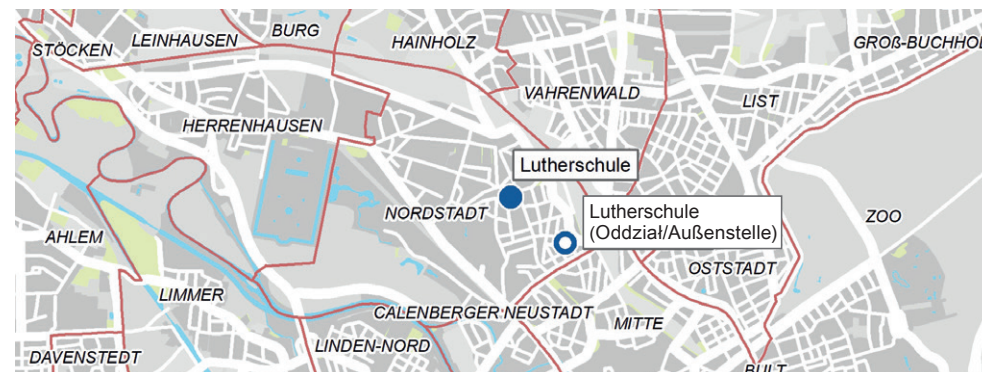 BURG
LEINHAUSEN
HAINHOLZ
STÖCKEN
GROß-BUCHHOL
VAHRENWALD
LIST
HERRENHAUSEN
Lutherschule
NORDSTADT
Lutherschule
(Oddział/Außenstelle)
ZOO
AHLEM
OSTSTADT
LIMMER
CALENBERGER NEUSTADT
MITTE
LINDEN-NORD
DAVENSTEDT
BULT